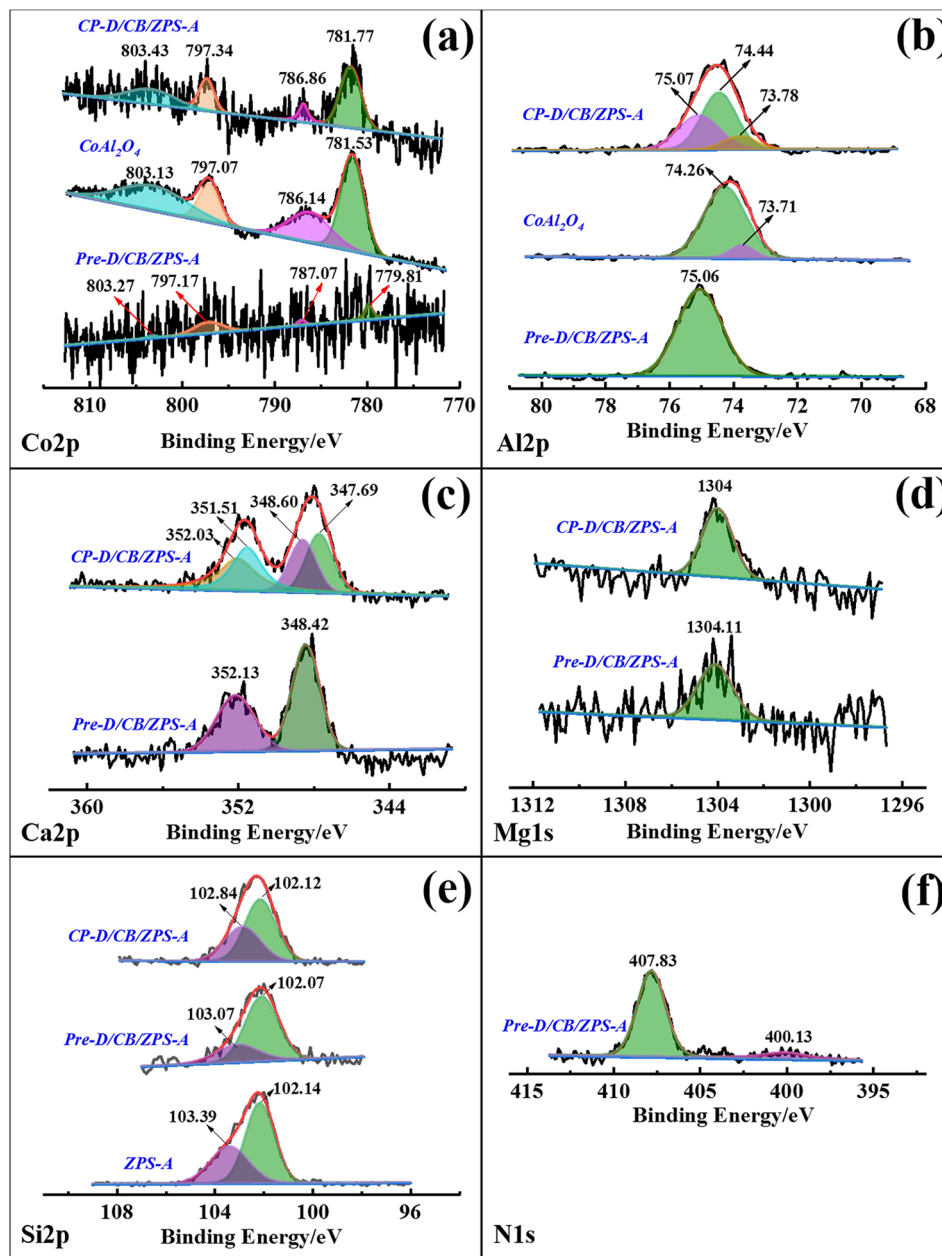 (a)
CP-D/CB/ZPS-A
803.43
797.34
786.86
781.77
CoAl₂O₄
803.13
797.07
786.14
781.53
Pre-D/CB/ZPS-A
803.27
797.17
787.07
779.81
810 800 790 780 770
Binding Energy/eV
Co2p
(b)
74.44
75.07
73.78
CP-D/CB/ZPS-A
74.26
73.71
CoAl₂O₄
75.06
Pre-D/CB/ZPS-A
80 78 76 74 72 70 68
Binding Energy/eV
Al2p
(c)
351.51
348.60
347.69
352.03
CP-D/CB/ZPS-A
348.42
352.13
Pre-D/CB/ZPS-A
360 352 344
Binding Energy/eV
Ca2p
(d)
1304
CP-D/CB/ZPS-A
1304.11
Pre-D/CB/ZPS-A
1312 1308 1304 1300 1296
Binding Energy/eV
Mg1s
(e)
102.84
102.12
CP-D/CB/ZPS-A
102.07
103.07
Pre-D/CB/ZPS-A
102.14
103.39
ZPS-A
108 104 100 96
Binding Energy/eV
Si2p
(f)
407.83
Pre-D/CB/ZPS-A
400.13
415 410 405 400 395
Binding Energy/eV
N1s